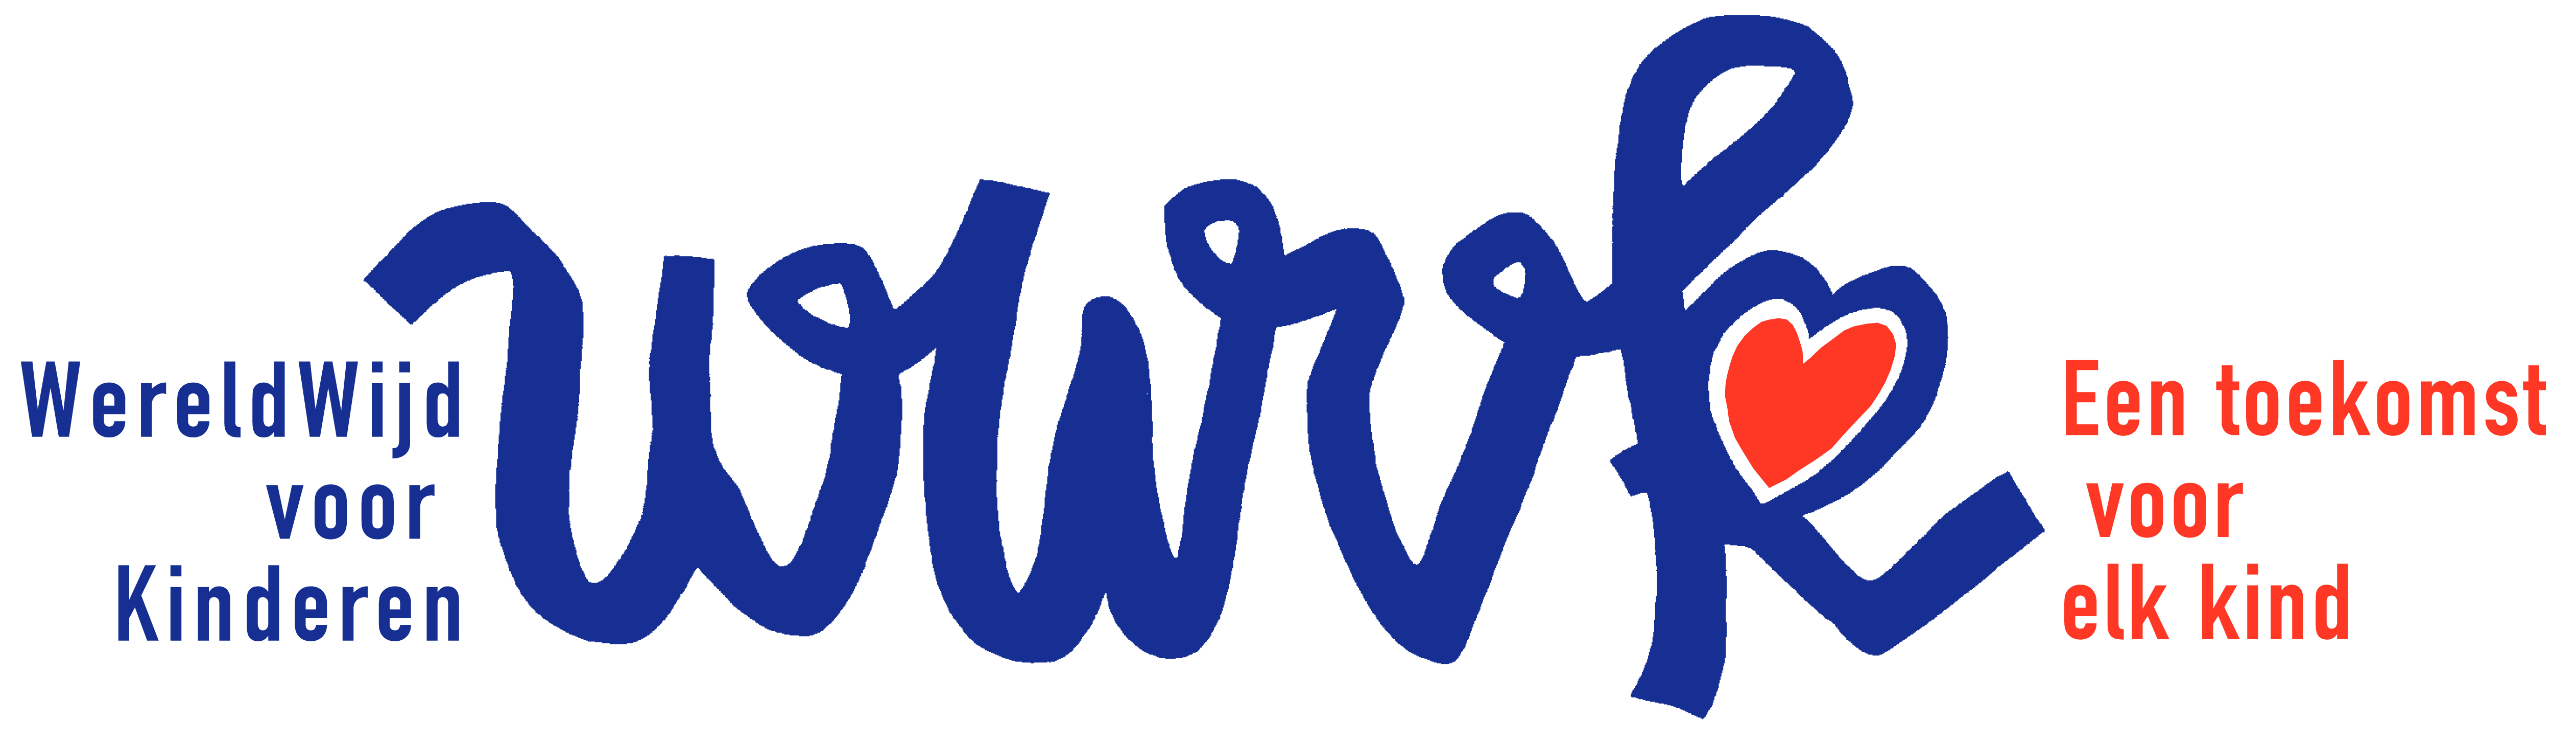 WereldWijd
voor
Kinderen
wwvk
Een toekomst
voor
elk kind